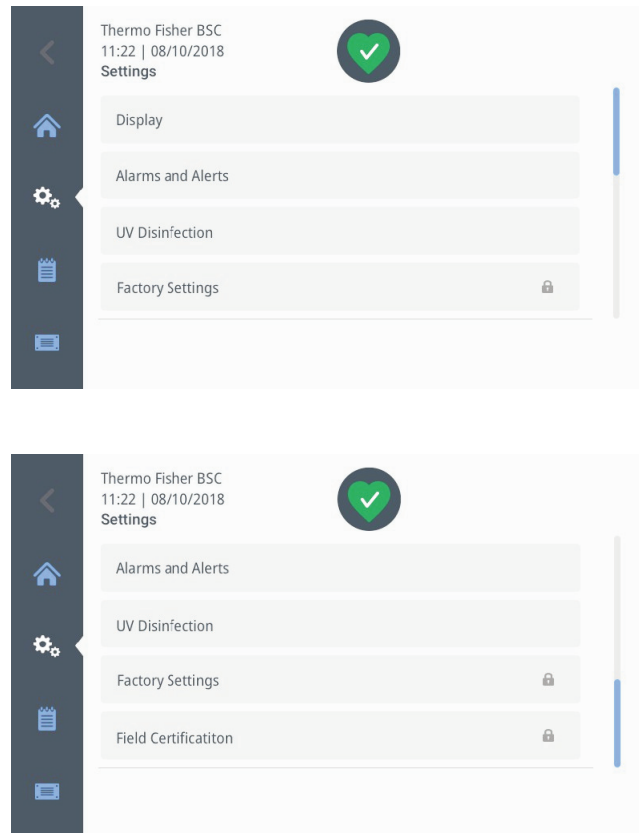 Thermo Fisher BSC
11:22 | 08/10/2018
Settings
Display
Alarms and Alerts
UV Disinfection
Factory Settings
Thermo Fisher BSC
11:22 | 08/10/2018
Settings
Alarms and Alerts
UV Disinfection
Factory Settings
Field Certificatiton